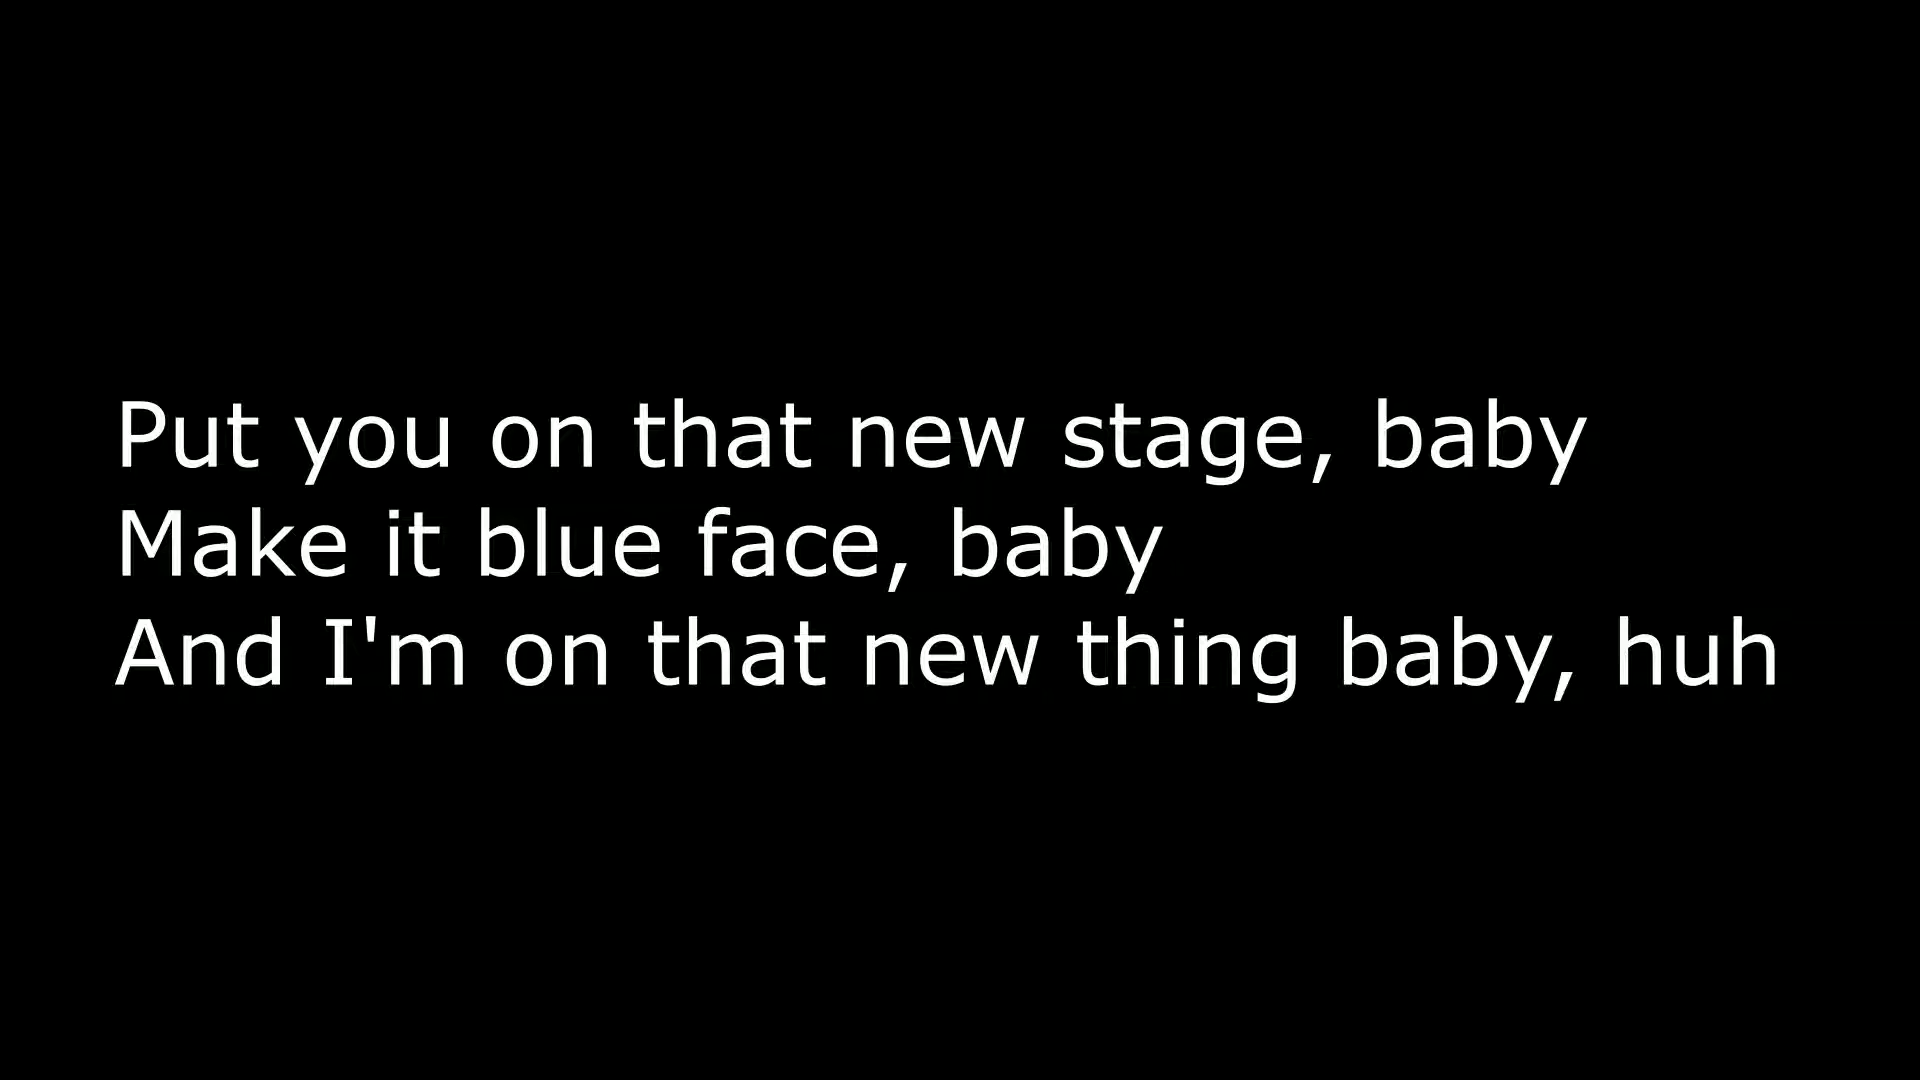 Put you on that new stage, baby
Make it blue face, baby
And I'm on that new thing baby, huh